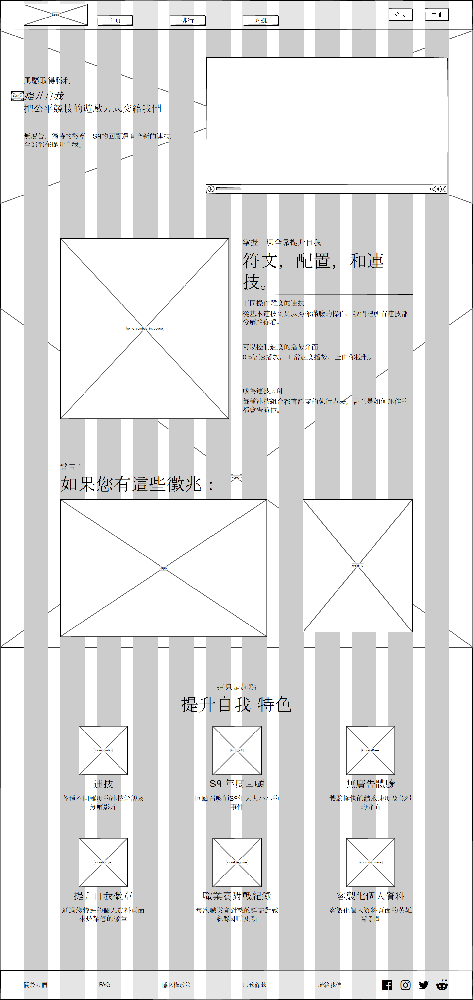 Logo
主頁
排行
英雄
登入
註冊
風騷取得勝利
BOOST
提升自我
把公平競技的遊戲方式交給我們
無廣告，獨特的徽章，S9的回顧還有全新的連技。
全部都在提升自我。
掌握一切全靠提升自我
符文，配置，和連
技。
不同操作難度的連技
從基本連技到足以秀你滿臉的操作，我們把所有連技都
分解給你看。
home_combos_introduce
可以控制速度的播放介面
0.5倍速播放，正常速度播放，全由你控制。
成為連技大師
每種連技組合都有詳盡的執行方法，甚至是如何運作的
都會告訴你。
警告！
如果您有這些徵兆：
ckground
sign
warning
這只是起點
提升自我 特色
icon-combo
icon_s9
icon-adfree
連技
S9 年度回顧
無廣告體驗
各種不同難度的連技解說及
分解影片
回顧召喚師S9年大大小小的
事件
體驗極快的讀取速度及乾淨
的介面
icon-badge
icon-livegame
icon-customize
提升自我徽章
職業賽對戰紀錄
客製化個人資料
通過您特殊的個人資料頁面
來炫耀您的徽章
每次職業賽對戰的詳盡對戰
紀錄即時更新
客製化個人資料頁面的英雄
背景圖
關於我們
FAQ
隱私權政策
服務條款
聯絡我們